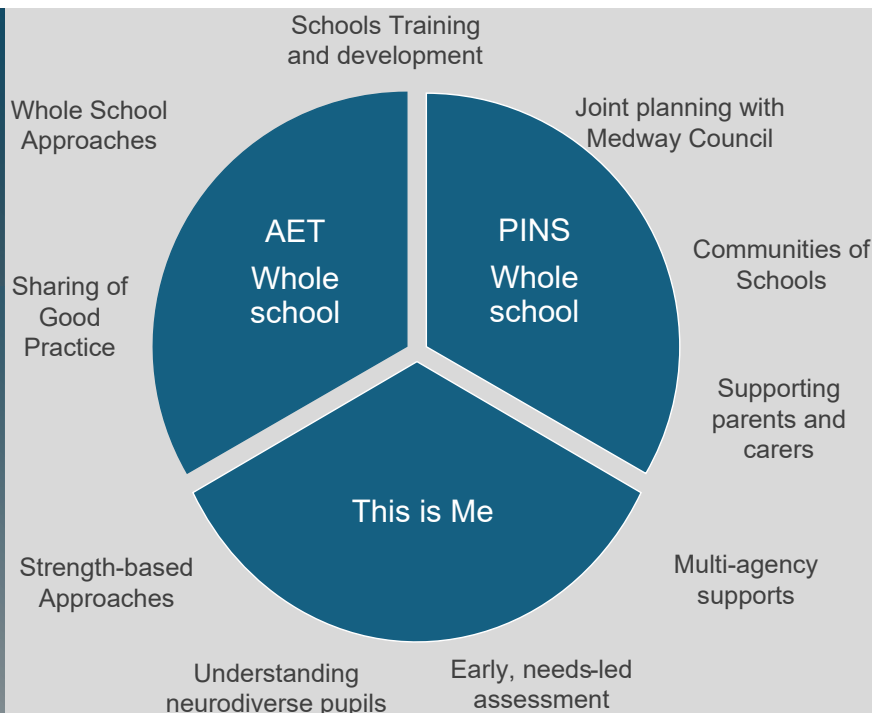 Schools Training
and development
Whole School
Approaches
Joint planning with
Medway Council
AET
Whole
school
PINS
Whole
school
Communities of
Schools
Sharing of
Good
Practice
Supporting
parents and
carers
This is Me
Strength-based
Approaches
Multi-agency
supports
Understanding
neurodiverse pupils
Early, needs-led
assessment